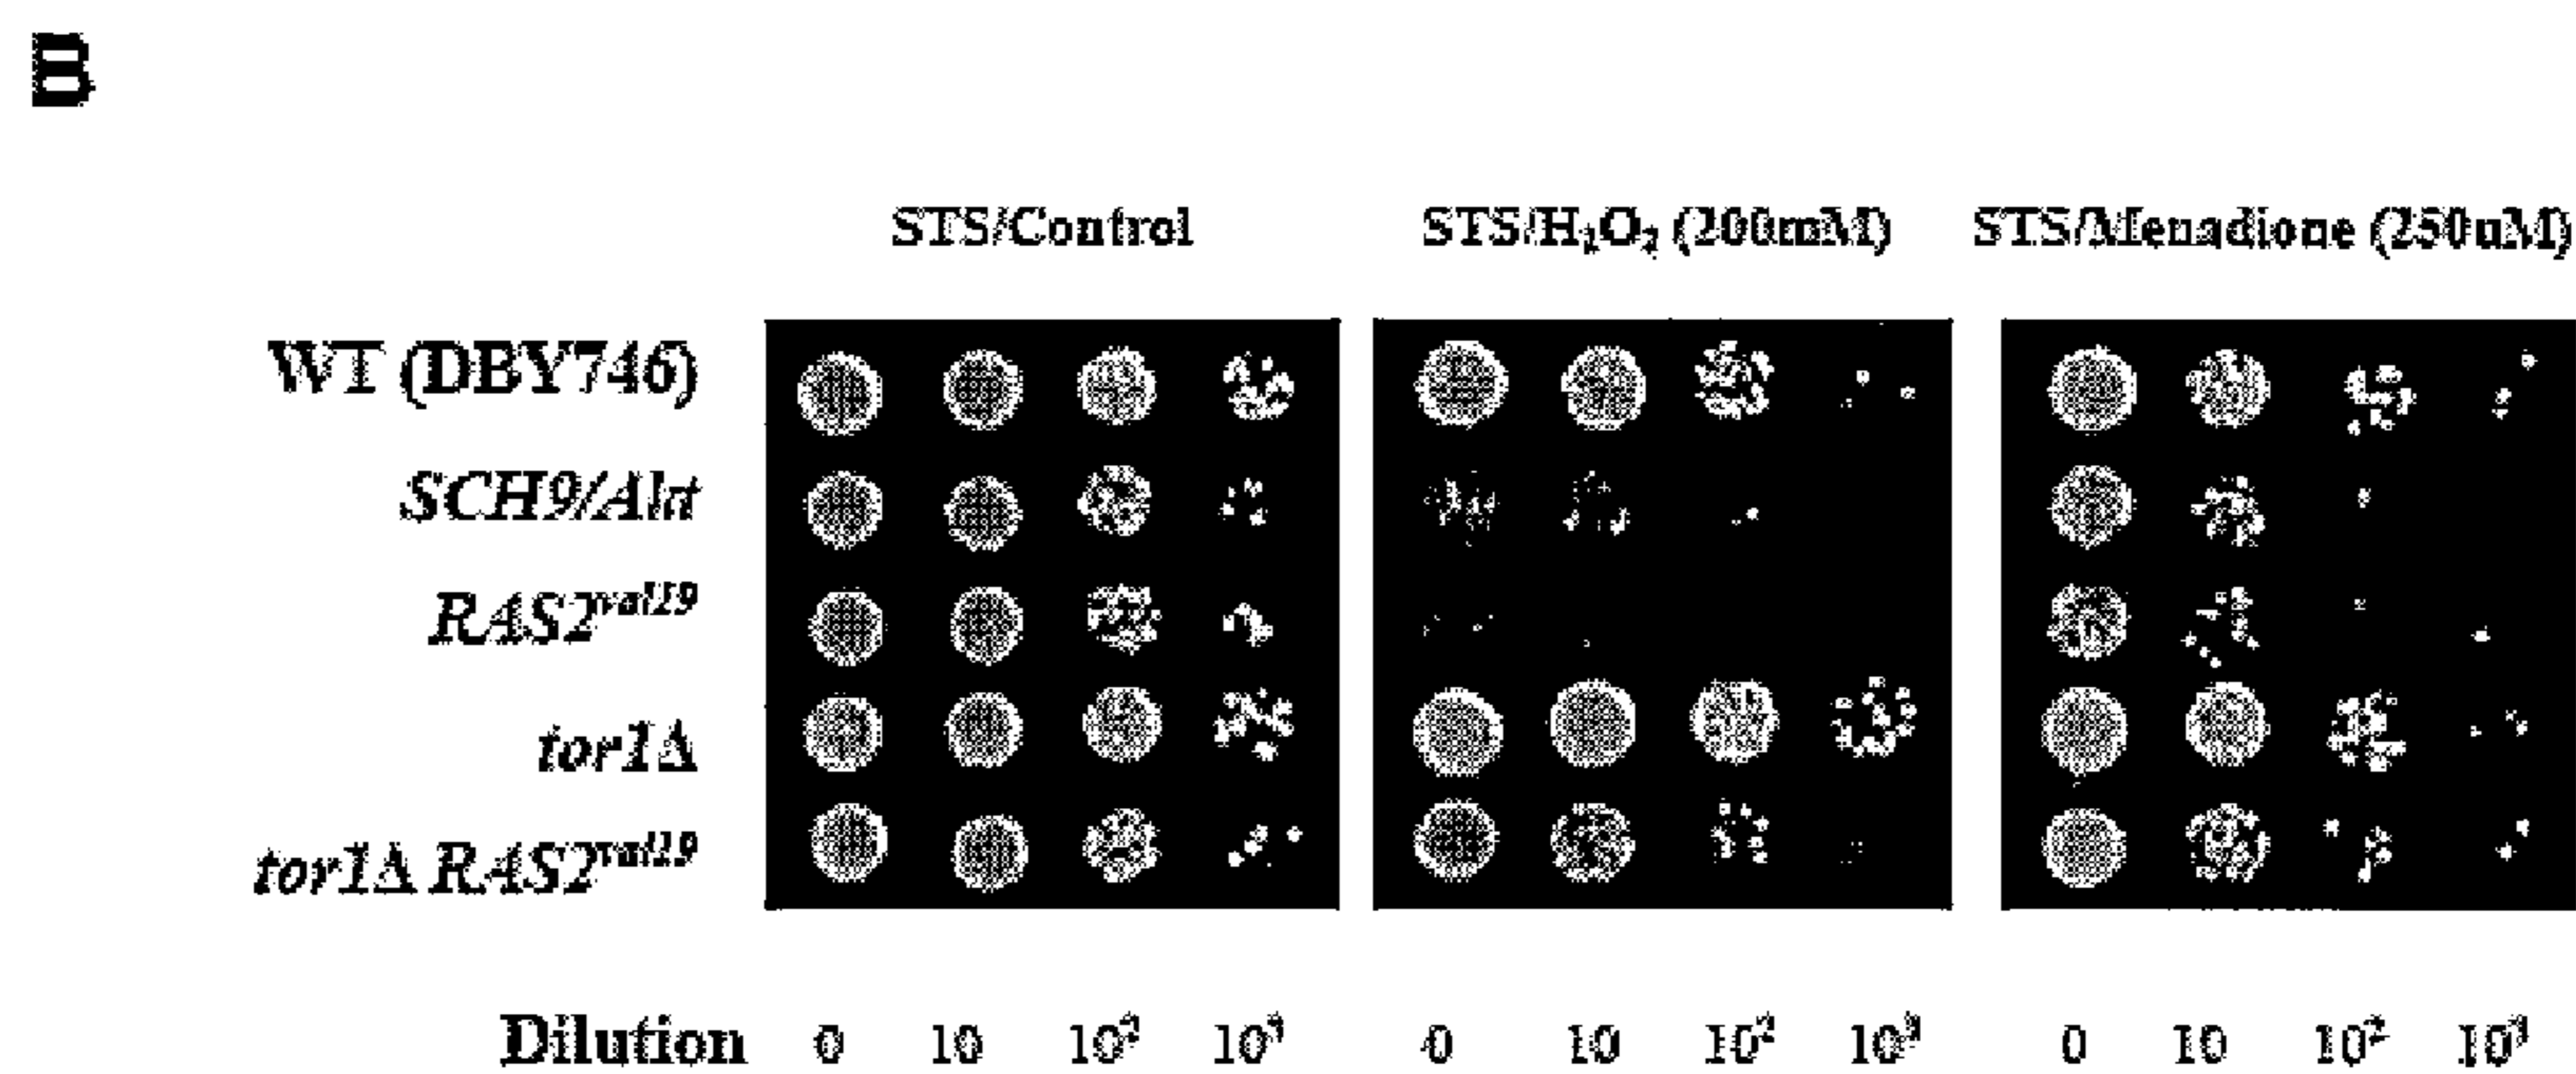 B
STS/Control STS/H₂O₂ (200mM) STS/Menadione (250uM)
WT (DBY746)
SCH9/Akt
RAS2ᵛᵃˡ¹⁹
tor1Δ
tor1Δ RAS2ᵛᵃˡ¹⁹
Dilution 0 10 10² 10³ 0 10 10² 10³ 0 10 10² 10³